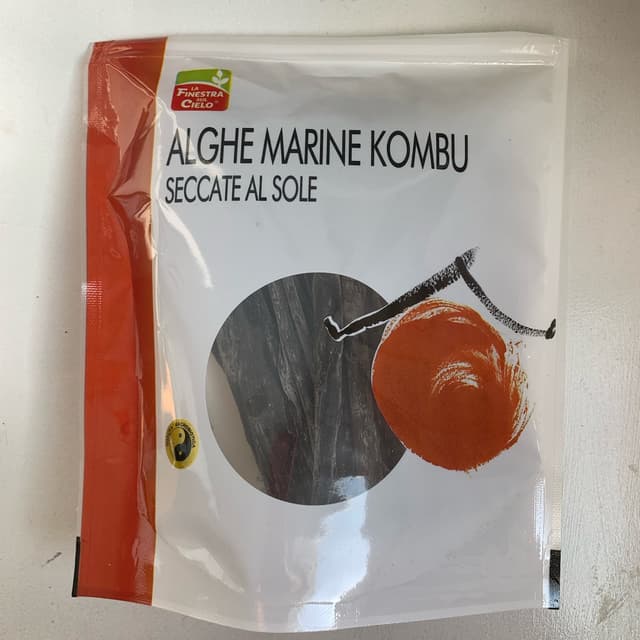 LA
FINESTRA
SUL
CIELO
ALGHE MARINE KOMBU
SECCATE AL SOLE